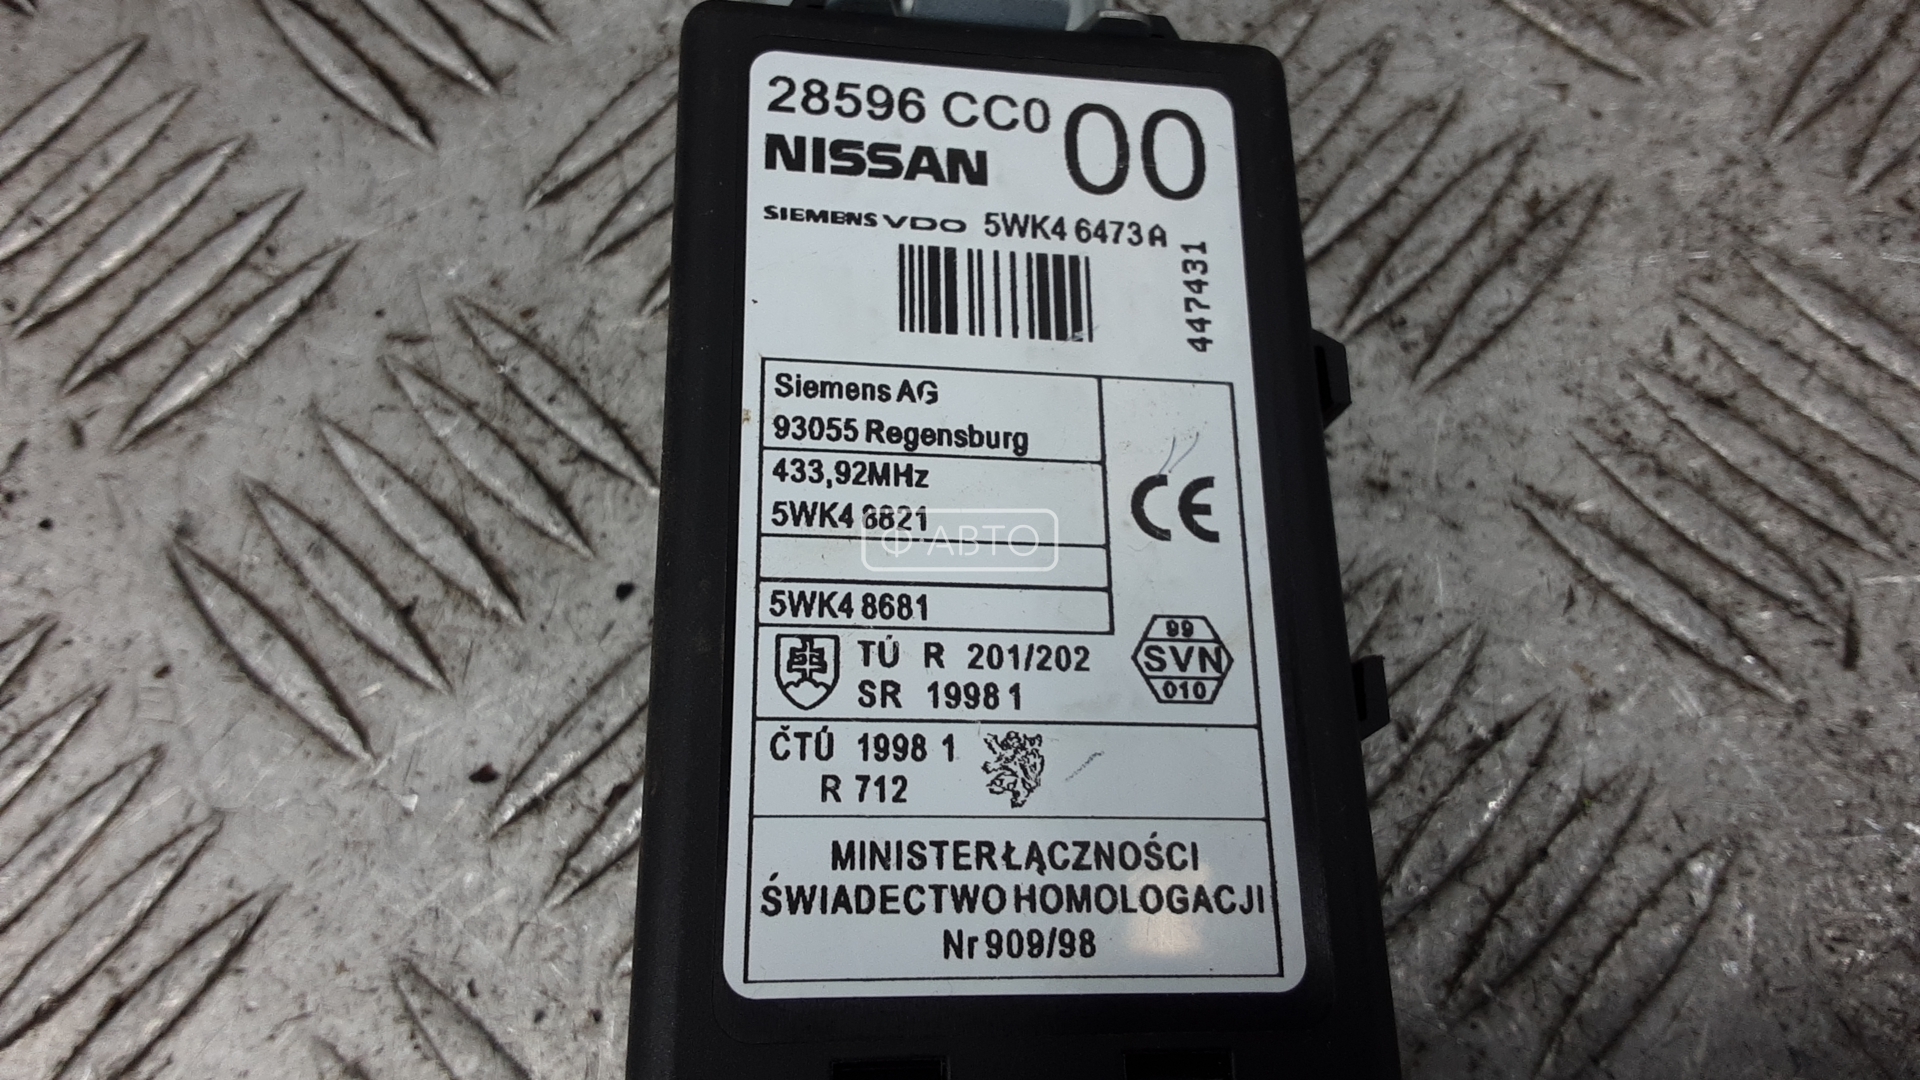 28596 CC0 00
NISSAN
SIEMENS VDO 5WK4 6473A
447431
Siemens AG
93055 Regensburg
433,92MHz
5WK4 8821
Ф АВТО
5WK4 8681
CE
TÚ R 201/202
SR 1998 1
99
SVN
010
ČTÚ 1998 1
R 712
MINISTER ŁĄCZNOŚCI
ŚWIADECTWO HOMOLOGACJI
Nr 909/98